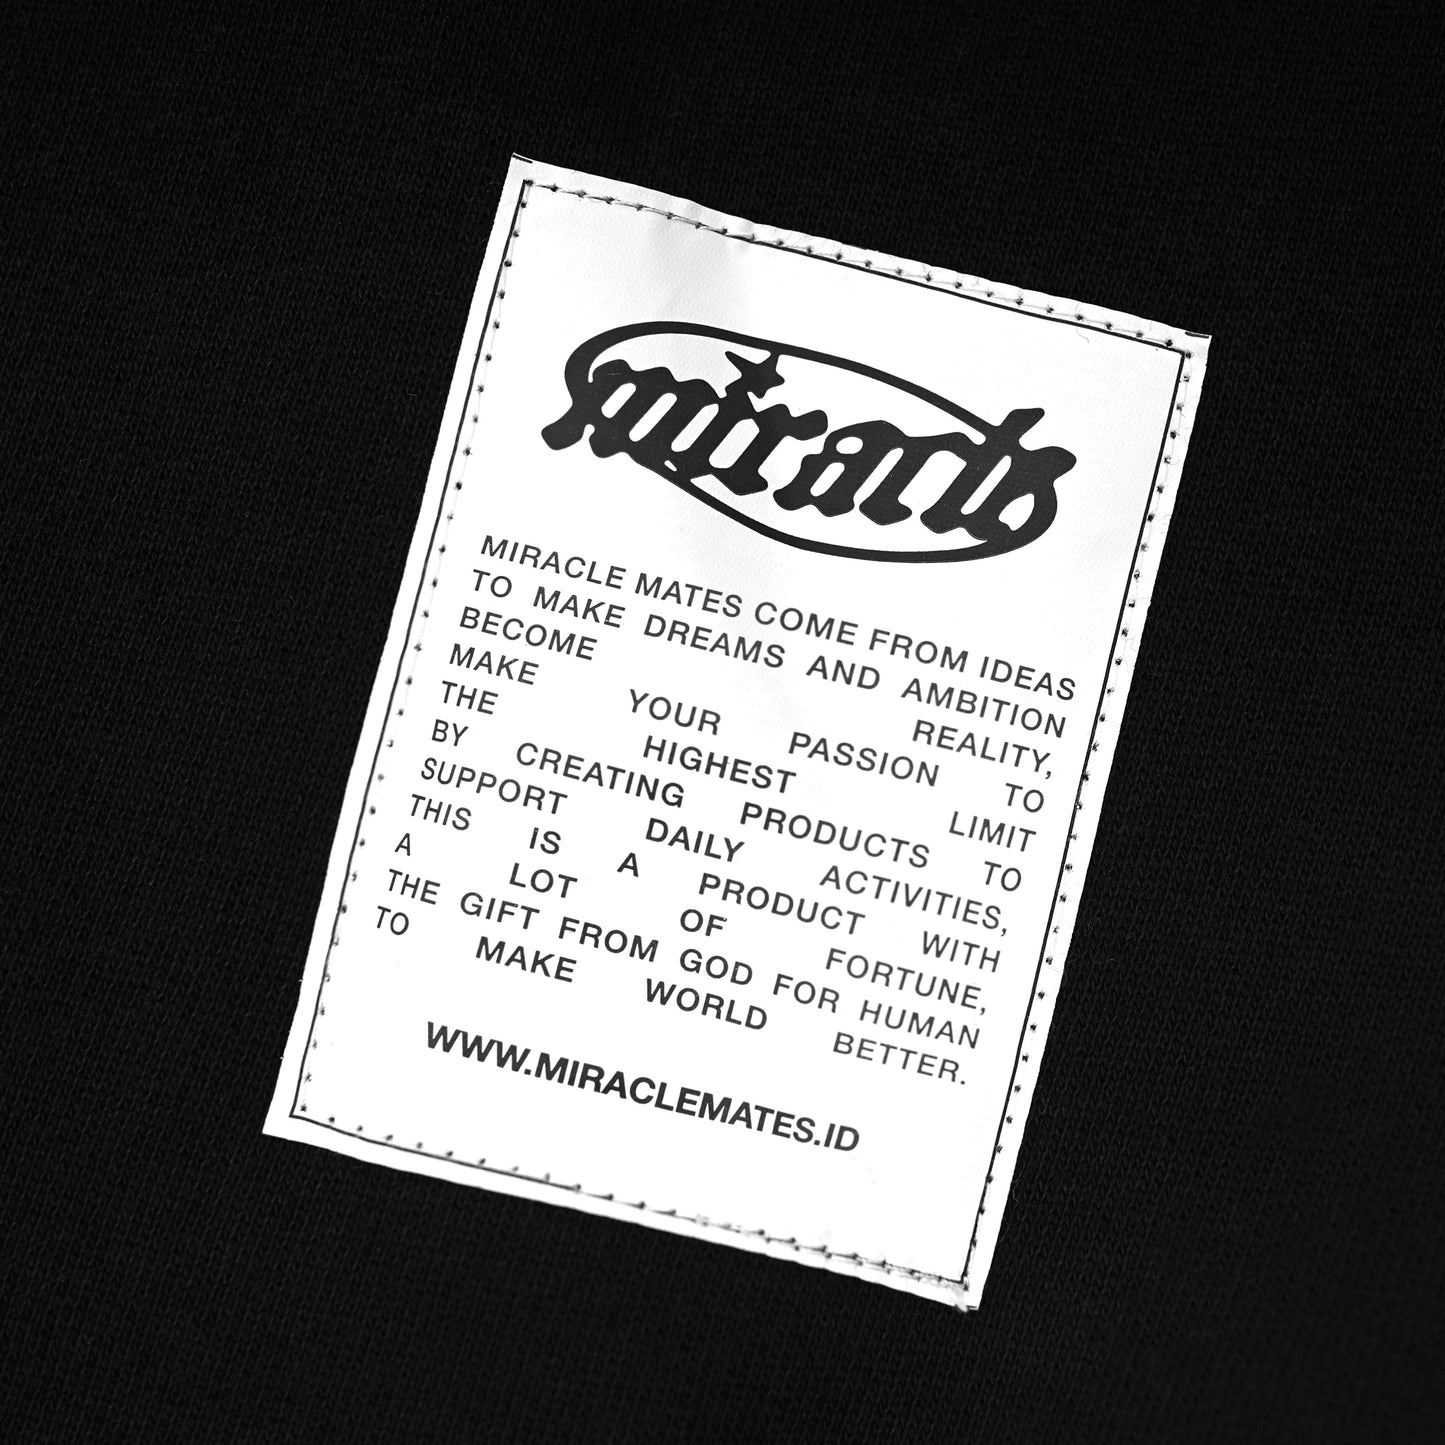 miracls
MIRACLE MATES COME FROM IDEAS
TO MAKE DREAMS AND AMBITION
BECOME REALITY,
MAKE YOUR PASSION TO
THE HIGHEST LIMIT
BY CREATING PRODUCTS TO
SUPPORT DAILY ACTIVITIES,
THIS IS A PRODUCT WITH
A LOT OF FORTUNE,
THE GIFT FROM GOD FOR HUMAN
TO MAKE WORLD BETTER.
WWW.MIRACLEMATES.ID